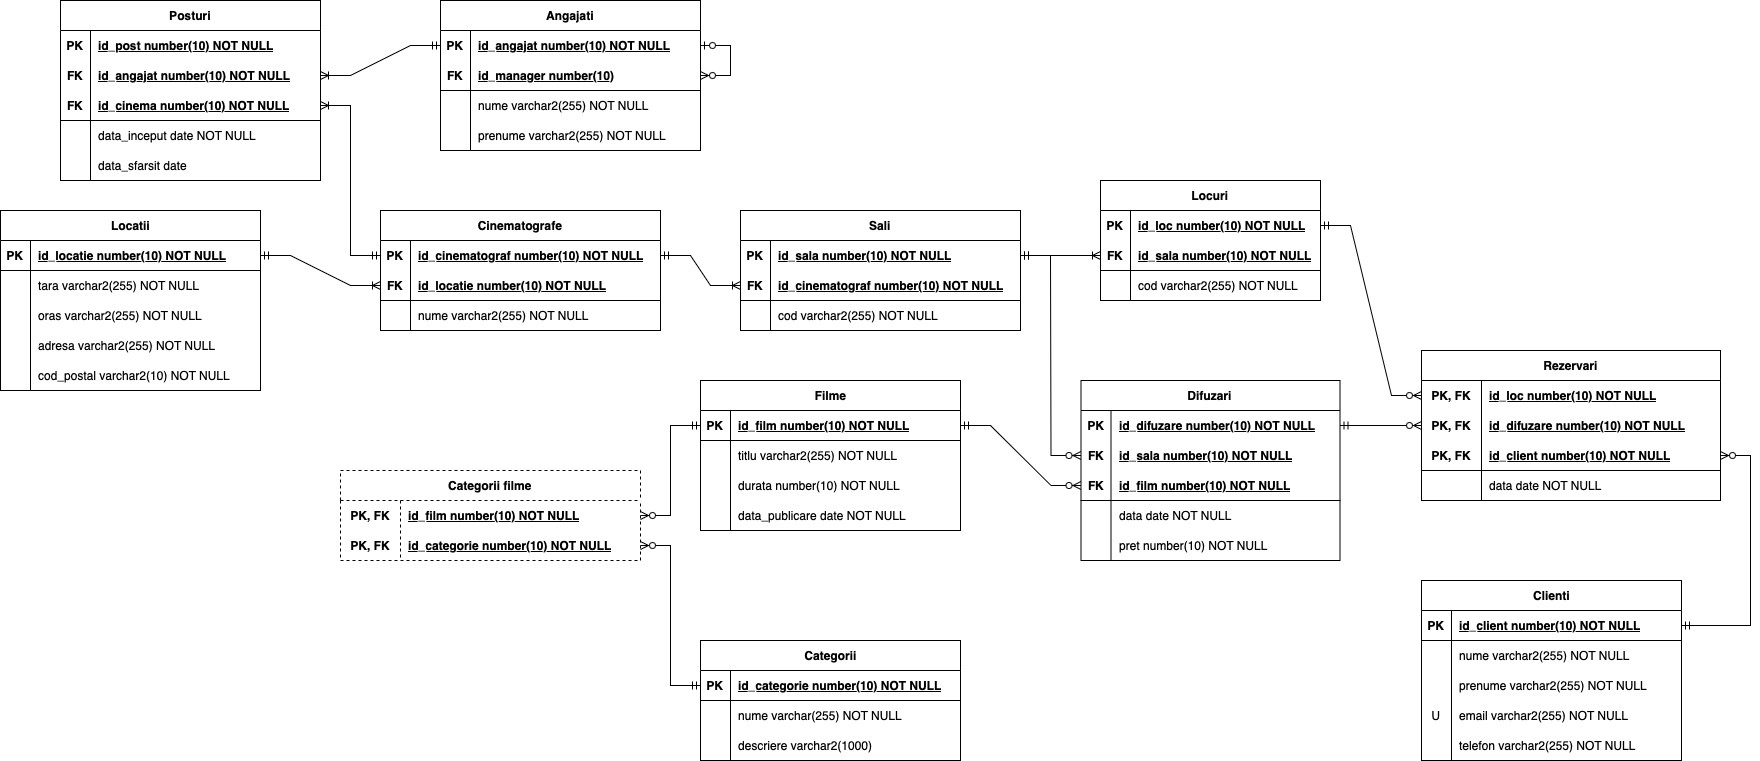 Posturi
PK id_post number(10) NOT NULL
FK id_angajat number(10) NOT NULL
FK id_cinema number(10) NOT NULL
data_inceput date NOT NULL
data_sfarsit date
Angajati
PK id_angajat number(10) NOT NULL
FK id_manager number(10)
nume varchar2(255) NOT NULL
prenume varchar2(255) NOT NULL
Locatii
PK id_locatie number(10) NOT NULL
tara varchar2(255) NOT NULL
oras varchar2(255) NOT NULL
adresa varchar2(255) NOT NULL
cod_postal varchar2(10) NOT NULL
Cinematografe
PK id_cinematograf number(10) NOT NULL
FK id_locatie number(10) NOT NULL
nume varchar2(255) NOT NULL
Sali
PK id_sala number(10) NOT NULL
FK id_cinematograf number(10) NOT NULL
cod varchar2(255) NOT NULL
Locuri
PK id_loc number(10) NOT NULL
FK id_sala number(10) NOT NULL
cod varchar2(255) NOT NULL
Filme
PK id_film number(10) NOT NULL
titlu varchar2(255) NOT NULL
durata number(10) NOT NULL
data_publicare date NOT NULL
Difuzari
PK id_difuzare number(10) NOT NULL
FK id_sala number(10) NOT NULL
FK id_film number(10) NOT NULL
data date NOT NULL
pret number(10) NOT NULL
Rezervari
PK, FK id_loc number(10) NOT NULL
PK, FK id_difuzare number(10) NOT NULL
PK, FK id_client number(10) NOT NULL
data date NOT NULL
Categorii filme
PK, FK id_film number(10) NOT NULL
PK, FK id_categorie number(10) NOT NULL
Categorii
PK id_categorie number(10) NOT NULL
nume varchar(255) NOT NULL
descriere varchar2(1000)
Clienti
PK id_client number(10) NOT NULL
nume varchar2(255) NOT NULL
prenume varchar2(255) NOT NULL
U email varchar2(255) NOT NULL
telefon varchar2(255) NOT NULL